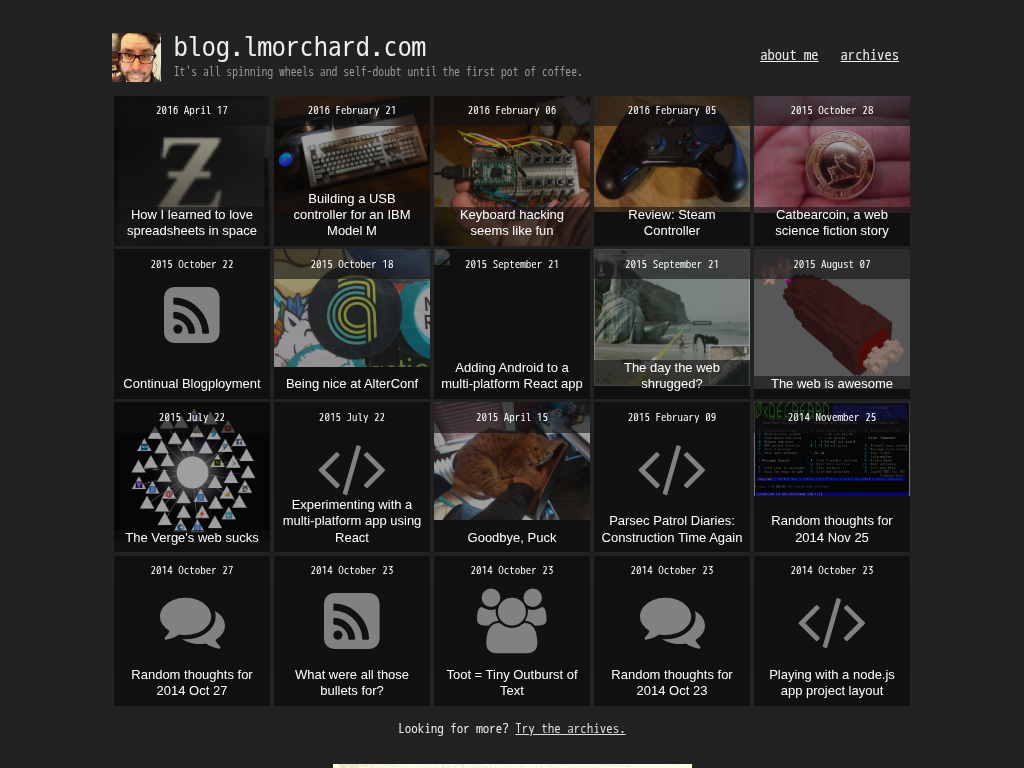 blog.lmorchard.com
It's all spinning wheels and self-doubt until the first pot of coffee.
about me
archives
2016 April 17
How I learned to love
spreadsheets in space
2016 February 21
Building a USB
controller for an IBM
Model M
2016 February 06
Keyboard hacking
seems like fun
2016 February 05
Review: Steam
Controller
2015 October 28
Catbearcoin, a web
science fiction story
2015 October 22
Continual Blogployment
2015 October 18
Being nice at AlterConf
2015 September 21
Adding Android to a
multi-platform React app
2015 September 21
The day the web
shrugged?
2015 August 07
The web is awesome
2015 July 22
The Verge's web sucks
2015 July 22
Experimenting with a
multi-platform app using
React
2015 April 15
Goodbye, Puck
2015 February 09
Parsec Patrol Diaries:
Construction Time Again
2014 November 25
Random thoughts for
2014 Nov 25
2014 October 27
Random thoughts for
2014 Oct 27
2014 October 23
What were all those
bullets for?
2014 October 23
Toot = Tiny Outburst of
Text
2014 October 23
Random thoughts for
2014 Oct 23
2014 October 23
Playing with a node.js
app project layout
Looking for more? Try the archives.